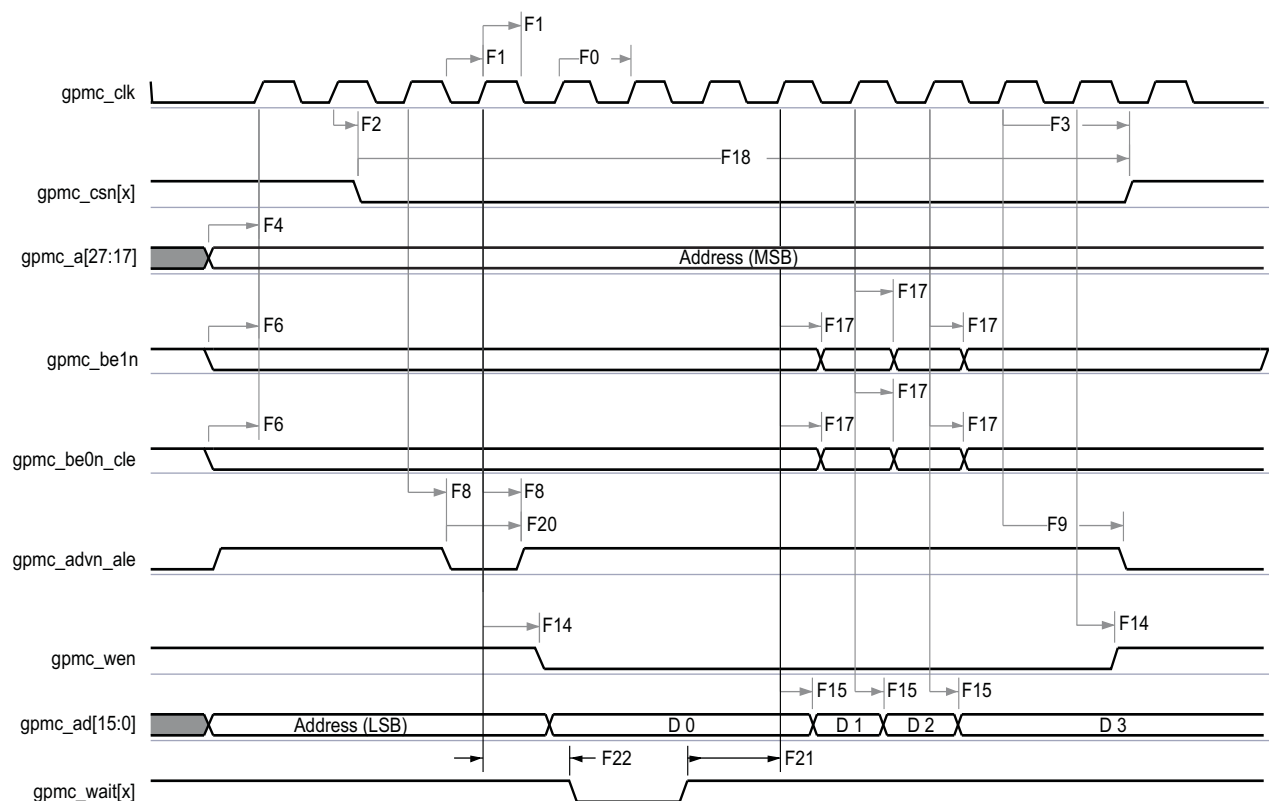 F1
F1 F0
gpmc_clk
F2 F3
F18
gpmc_csn[x]
F4
gpmc_a[27:17] Address (MSB)
F17
F6 F17 F17
gpmc_be1n
F17
F6 F17 F17
gpmc_be0n_cle
F8 F8
F20 F9
gpmc_advn_ale
F14 F14
gpmc_wen
F15 F15 F15
gpmc_ad[15:0] Address (LSB) D 0 D 1 D 2 D 3
F22 F21
gpmc_wait[x]